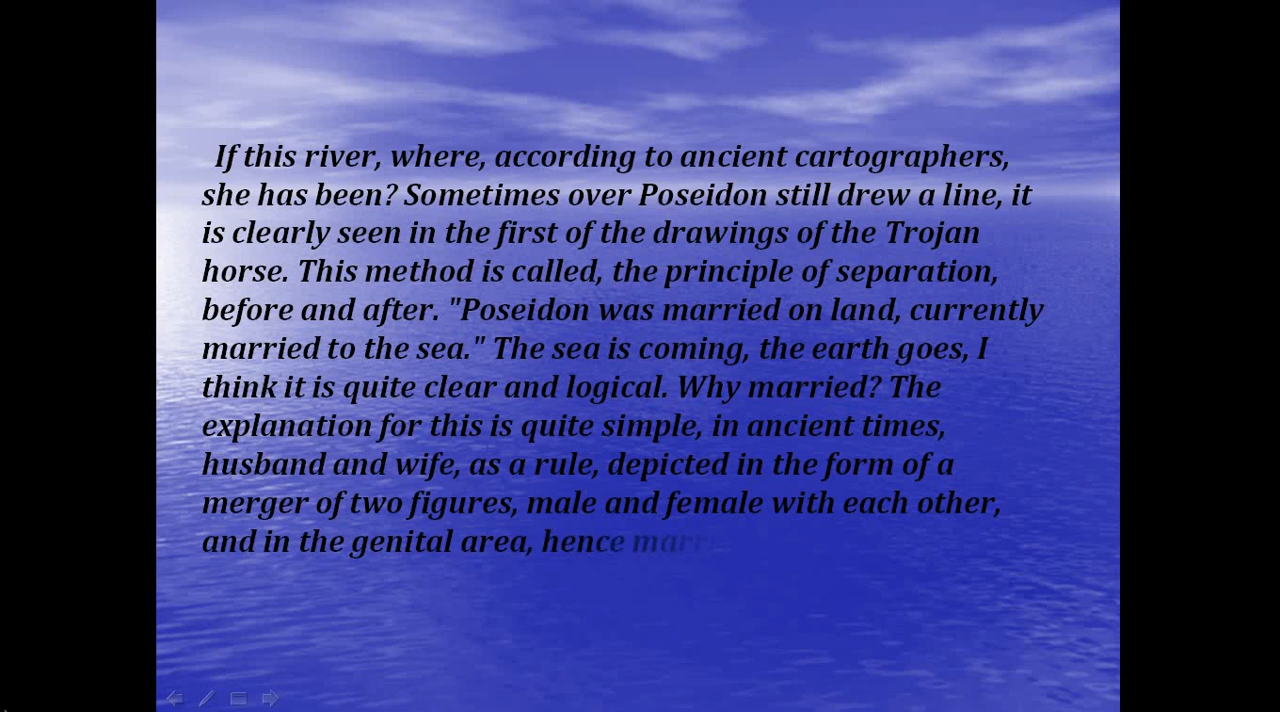 If this river, where, according to ancient cartographers,
she has been? Sometimes over Poseidon still drew a line, it
is clearly seen in the first of the drawings of the Trojan
horse. This method is called, the principle of separation,
before and after. "Poseidon was married on land, currently
married to the sea." The sea is coming, the earth goes, I
think it is quite clear and logical. Why married? The
explanation for this is quite simple, in ancient times,
husband and wife, as a rule, depicted in the form of a
merger of two figures, male and female with each other,
and in the genital area, hence